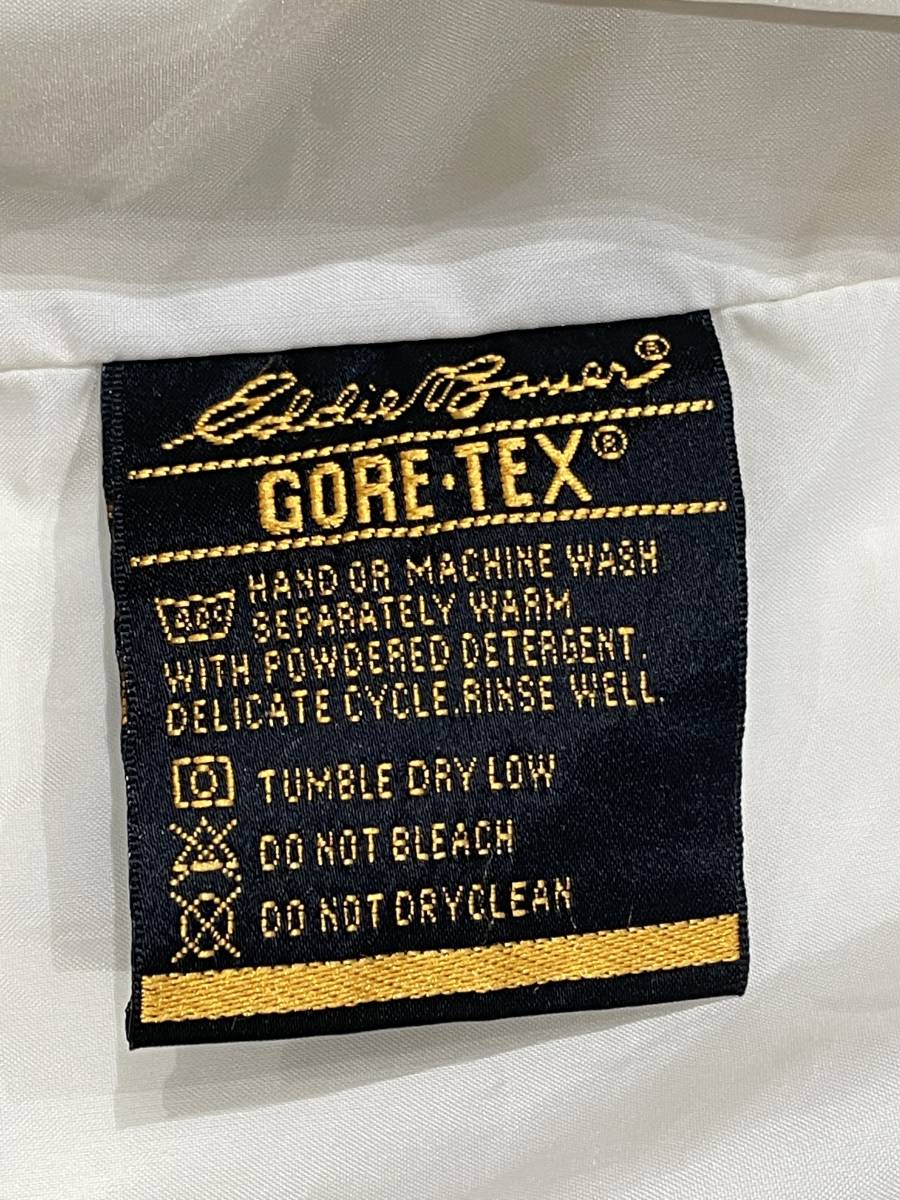 Eddie Bauer®
GORE·TEX®
40°
HAND OR MACHINE WASH
SEPARATELY WARM
WITH POWDERED DETERGENT.
DELICATE CYCLE.RINSE WELL.
TUMBLE DRY LOW
DO NOT BLEACH
DO NOT DRYCLEAN